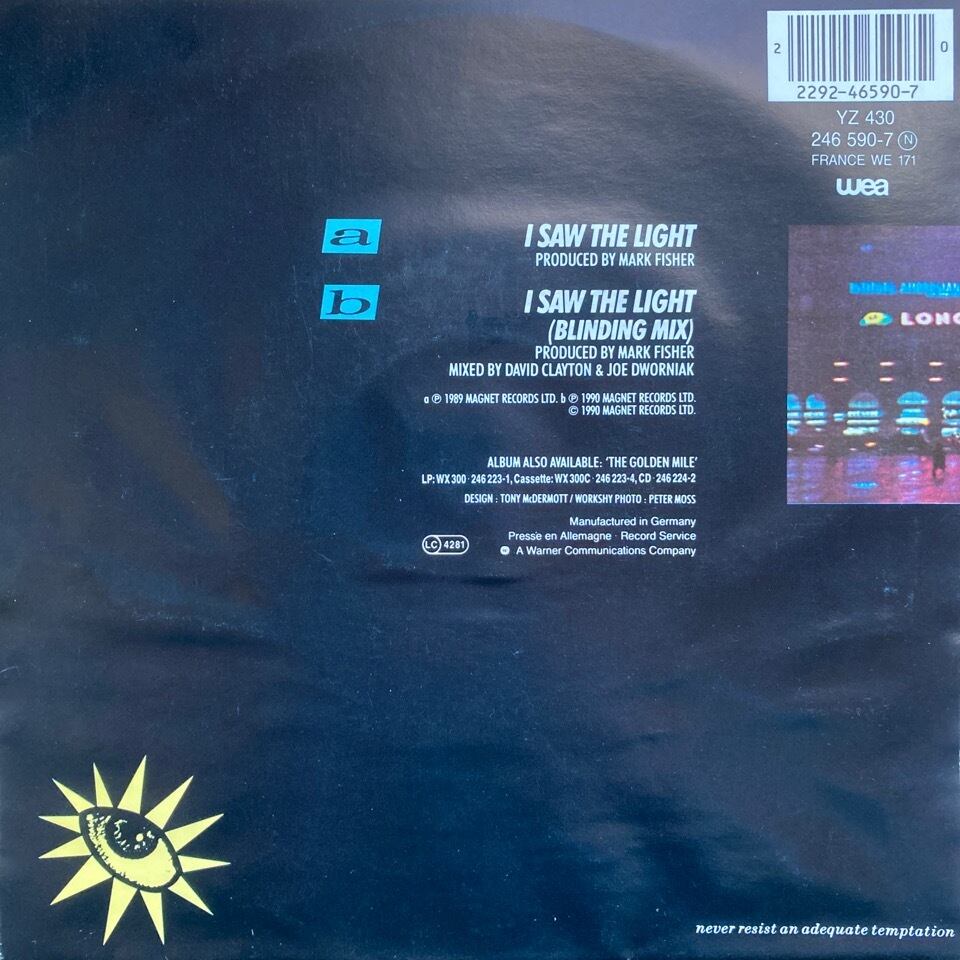 2 0
2292-46590-7
YZ 430
246 590-7 Ⓝ
FRANCE WE 171
wea
a
I SAW THE LIGHT
PRODUCED BY MARK FISHER
b
I SAW THE LIGHT
(BLINDING MIX)
PRODUCED BY MARK FISHER
MIXED BY DAVID CLAYTON & JOE DWORNIAK
a ℗ 1989 MAGNET RECORDS LTD. b ℗ 1990 MAGNET RECORDS LTD.
© 1990 MAGNET RECORDS LTD.
ALBUM ALSO AVAILABLE: 'THE GOLDEN MILE'
LP: WX 300 · 246 223-1, Cassette: WX 300C · 246 223-4, CD · 246 224-2
DESIGN : TONY McDERMOTT / WORKSHY PHOTO : PETER MOSS
Manufactured in Germany
Pressé en Allemagne · Record Service
A Warner Communications Company
LC 4281
LONG
never resist an adequate temptation